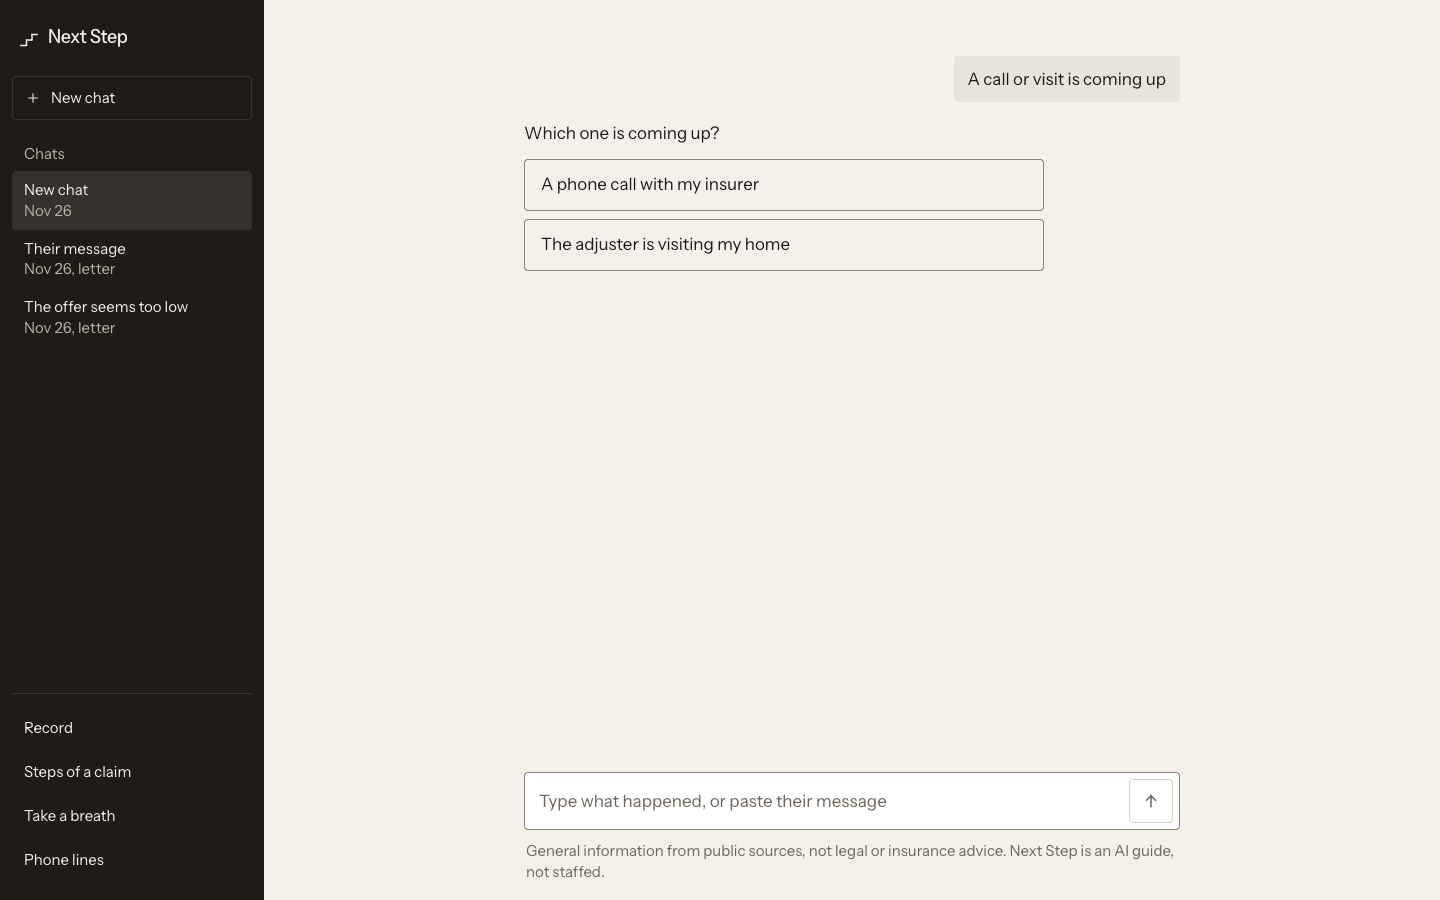 Next Step
New chat
Chats
New chat
Nov 26
Their message
Nov 26, letter
The offer seems too low
Nov 26, letter
Record
Steps of a claim
Take a breath
Phone lines
A call or visit is coming up
Which one is coming up?
A phone call with my insurer
The adjuster is visiting my home
Type what happened, or paste their message
General information from public sources, not legal or insurance advice. Next Step is an AI guide,
not staffed.